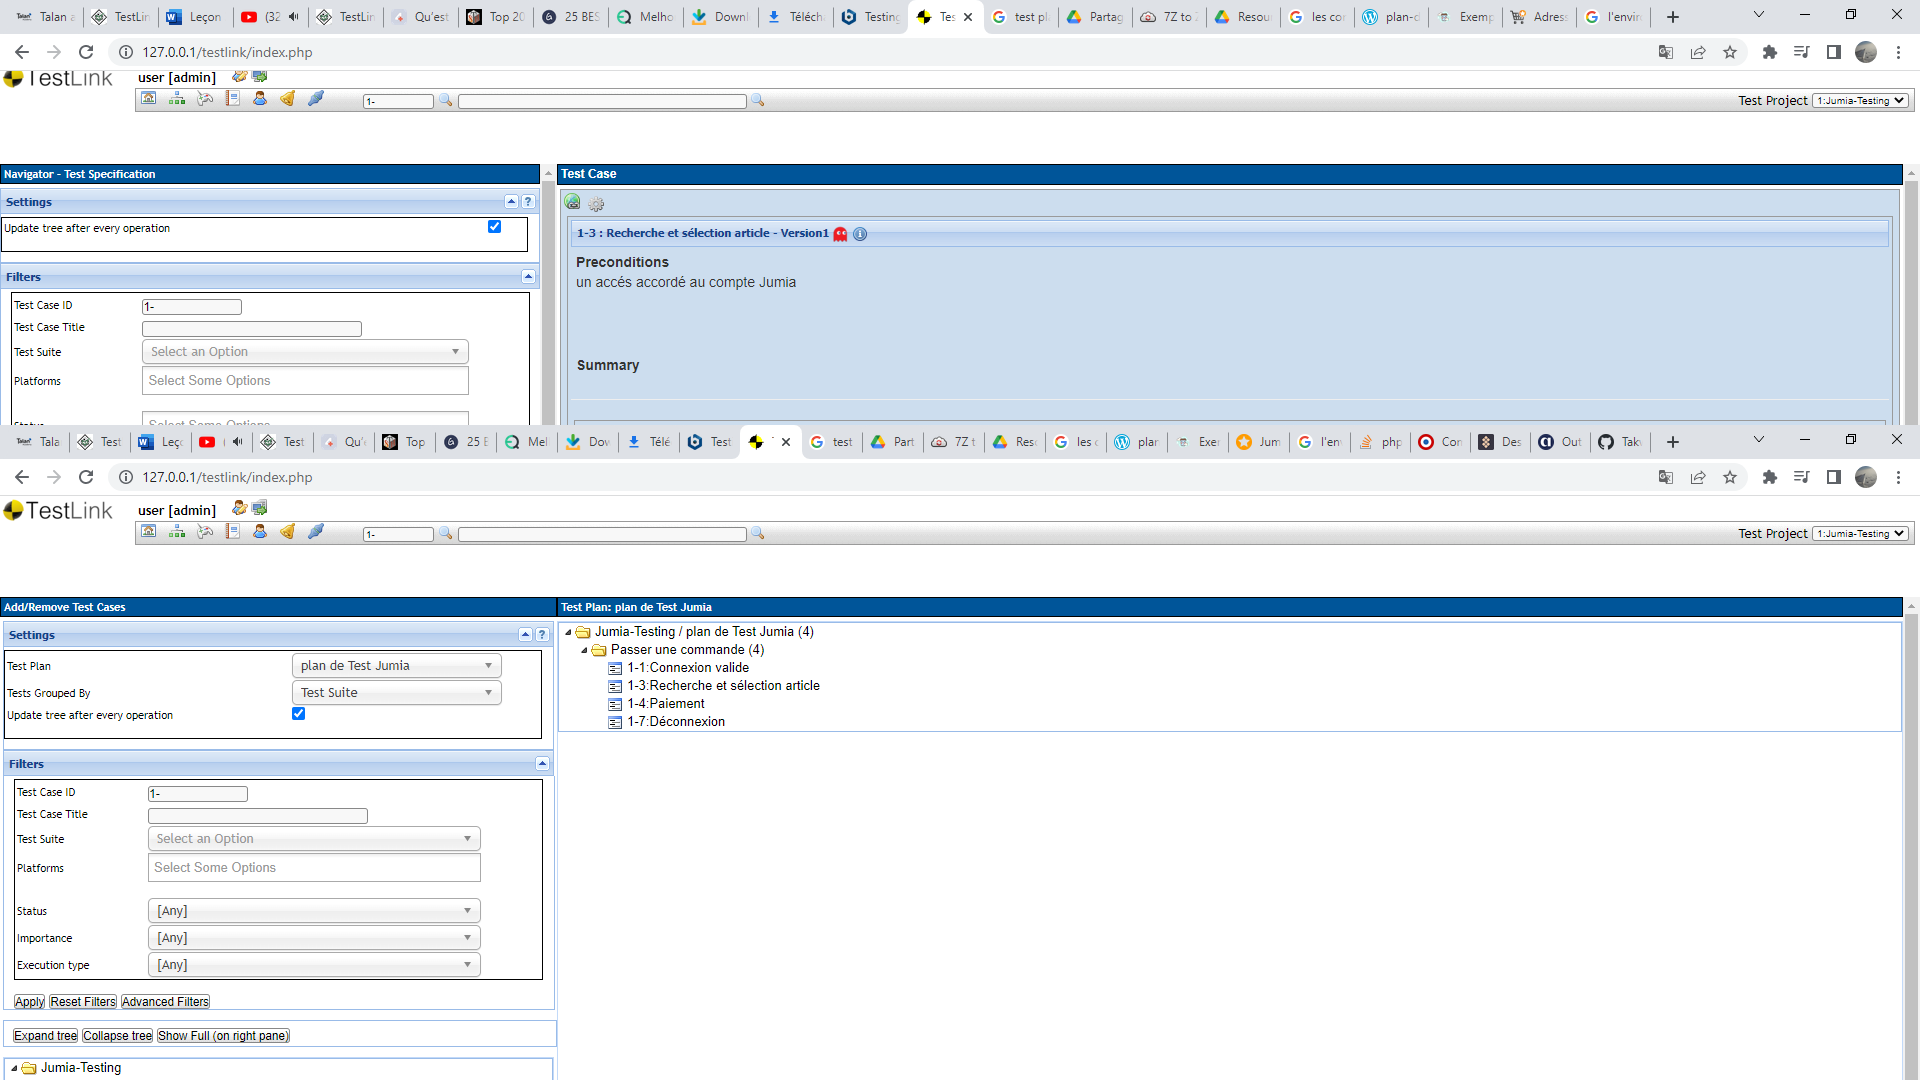 Talan a
TestLin
Leçon
(32
TestLin
Qu'est
Top 20
25 BES
Melho
Downl
Téléch
Testing
Tes
test pl
Partag
7Z to Z
Resou
les cor
plan-d
Exemp
Adress
l'envir
127.0.0.1/testlink/index.php
TestLink
user [admin]
1-
Test Project 1:Jumia-Testing
Navigator - Test Specification
Settings
Update tree after every operation
Filters
Test Case ID 1-
Test Case Title
Test Suite Select an Option
Platforms Select Some Options
Status Select Some Options
Test Case
1-3 : Recherche et sélection article - Version1
Preconditions
un accés accordé au compte Jumia
Summary
Tala
Test
Leç
Test
Qu'
Top
25 B
Mel
Dov
Télé
Test
test
Part
7Z t
Res
les c
plar
Exer
Jum
l'env
php
Con
Des
Out
Tak
127.0.0.1/testlink/index.php
TestLink
user [admin]
1-
Test Project 1:Jumia-Testing
Add/Remove Test Cases
Settings
Test Plan plan de Test Jumia
Tests Grouped By Test Suite
Update tree after every operation
Filters
Test Case ID 1-
Test Case Title
Test Suite Select an Option
Platforms Select Some Options
Status [Any]
Importance [Any]
Execution type [Any]
Apply Reset Filters Advanced Filters
Expand tree Collapse tree Show Full (on right pane)
Jumia-Testing
Test Plan: plan de Test Jumia
Jumia-Testing / plan de Test Jumia (4)
Passer une commande (4)
1-1:Connexion valide
1-3:Recherche et sélection article
1-4:Paiement
1-7:Déconnexion